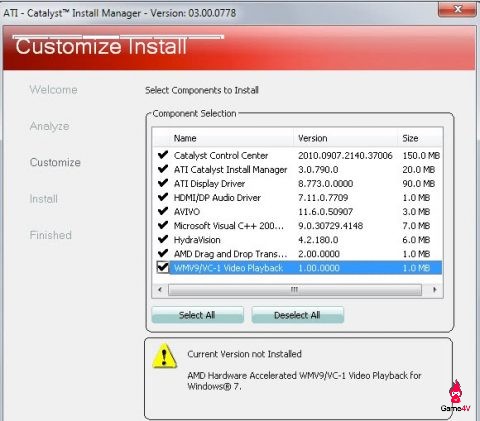 ATI - Catalyst™ Install Manager - Version: 03.00.0778
Customize Install
Welcome
Analyze
Customize
Install
Finished
Select Components to Install
Component Selection
Name Version Size
Catalyst Control Center 2010.0907.2140.37006 150.0 MB
ATI Catalyst Install Manager 3.0.790.0 20.0 MB
ATI Display Driver 8.773.0.0000 90.0 MB
HDMI/DP Audio Driver 7.11.0.7709 1.0 MB
AVIVO 11.6.0.50907 3.0 MB
Microsoft Visual C++ 200... 9.0.30729.4148 7.0 MB
HydraVision 4.2.180.0 6.0 MB
AMD Drag and Drop Trans... 2.00.0000 1.0 MB
WMV9/VC-1 Video Playback 1.00.0000 1.0 MB
Select All Deselect All
Current Version not Installed
AMD Hardware Accelerated WMV9/VC-1 Video Playback for
Windows® 7.
Game4V